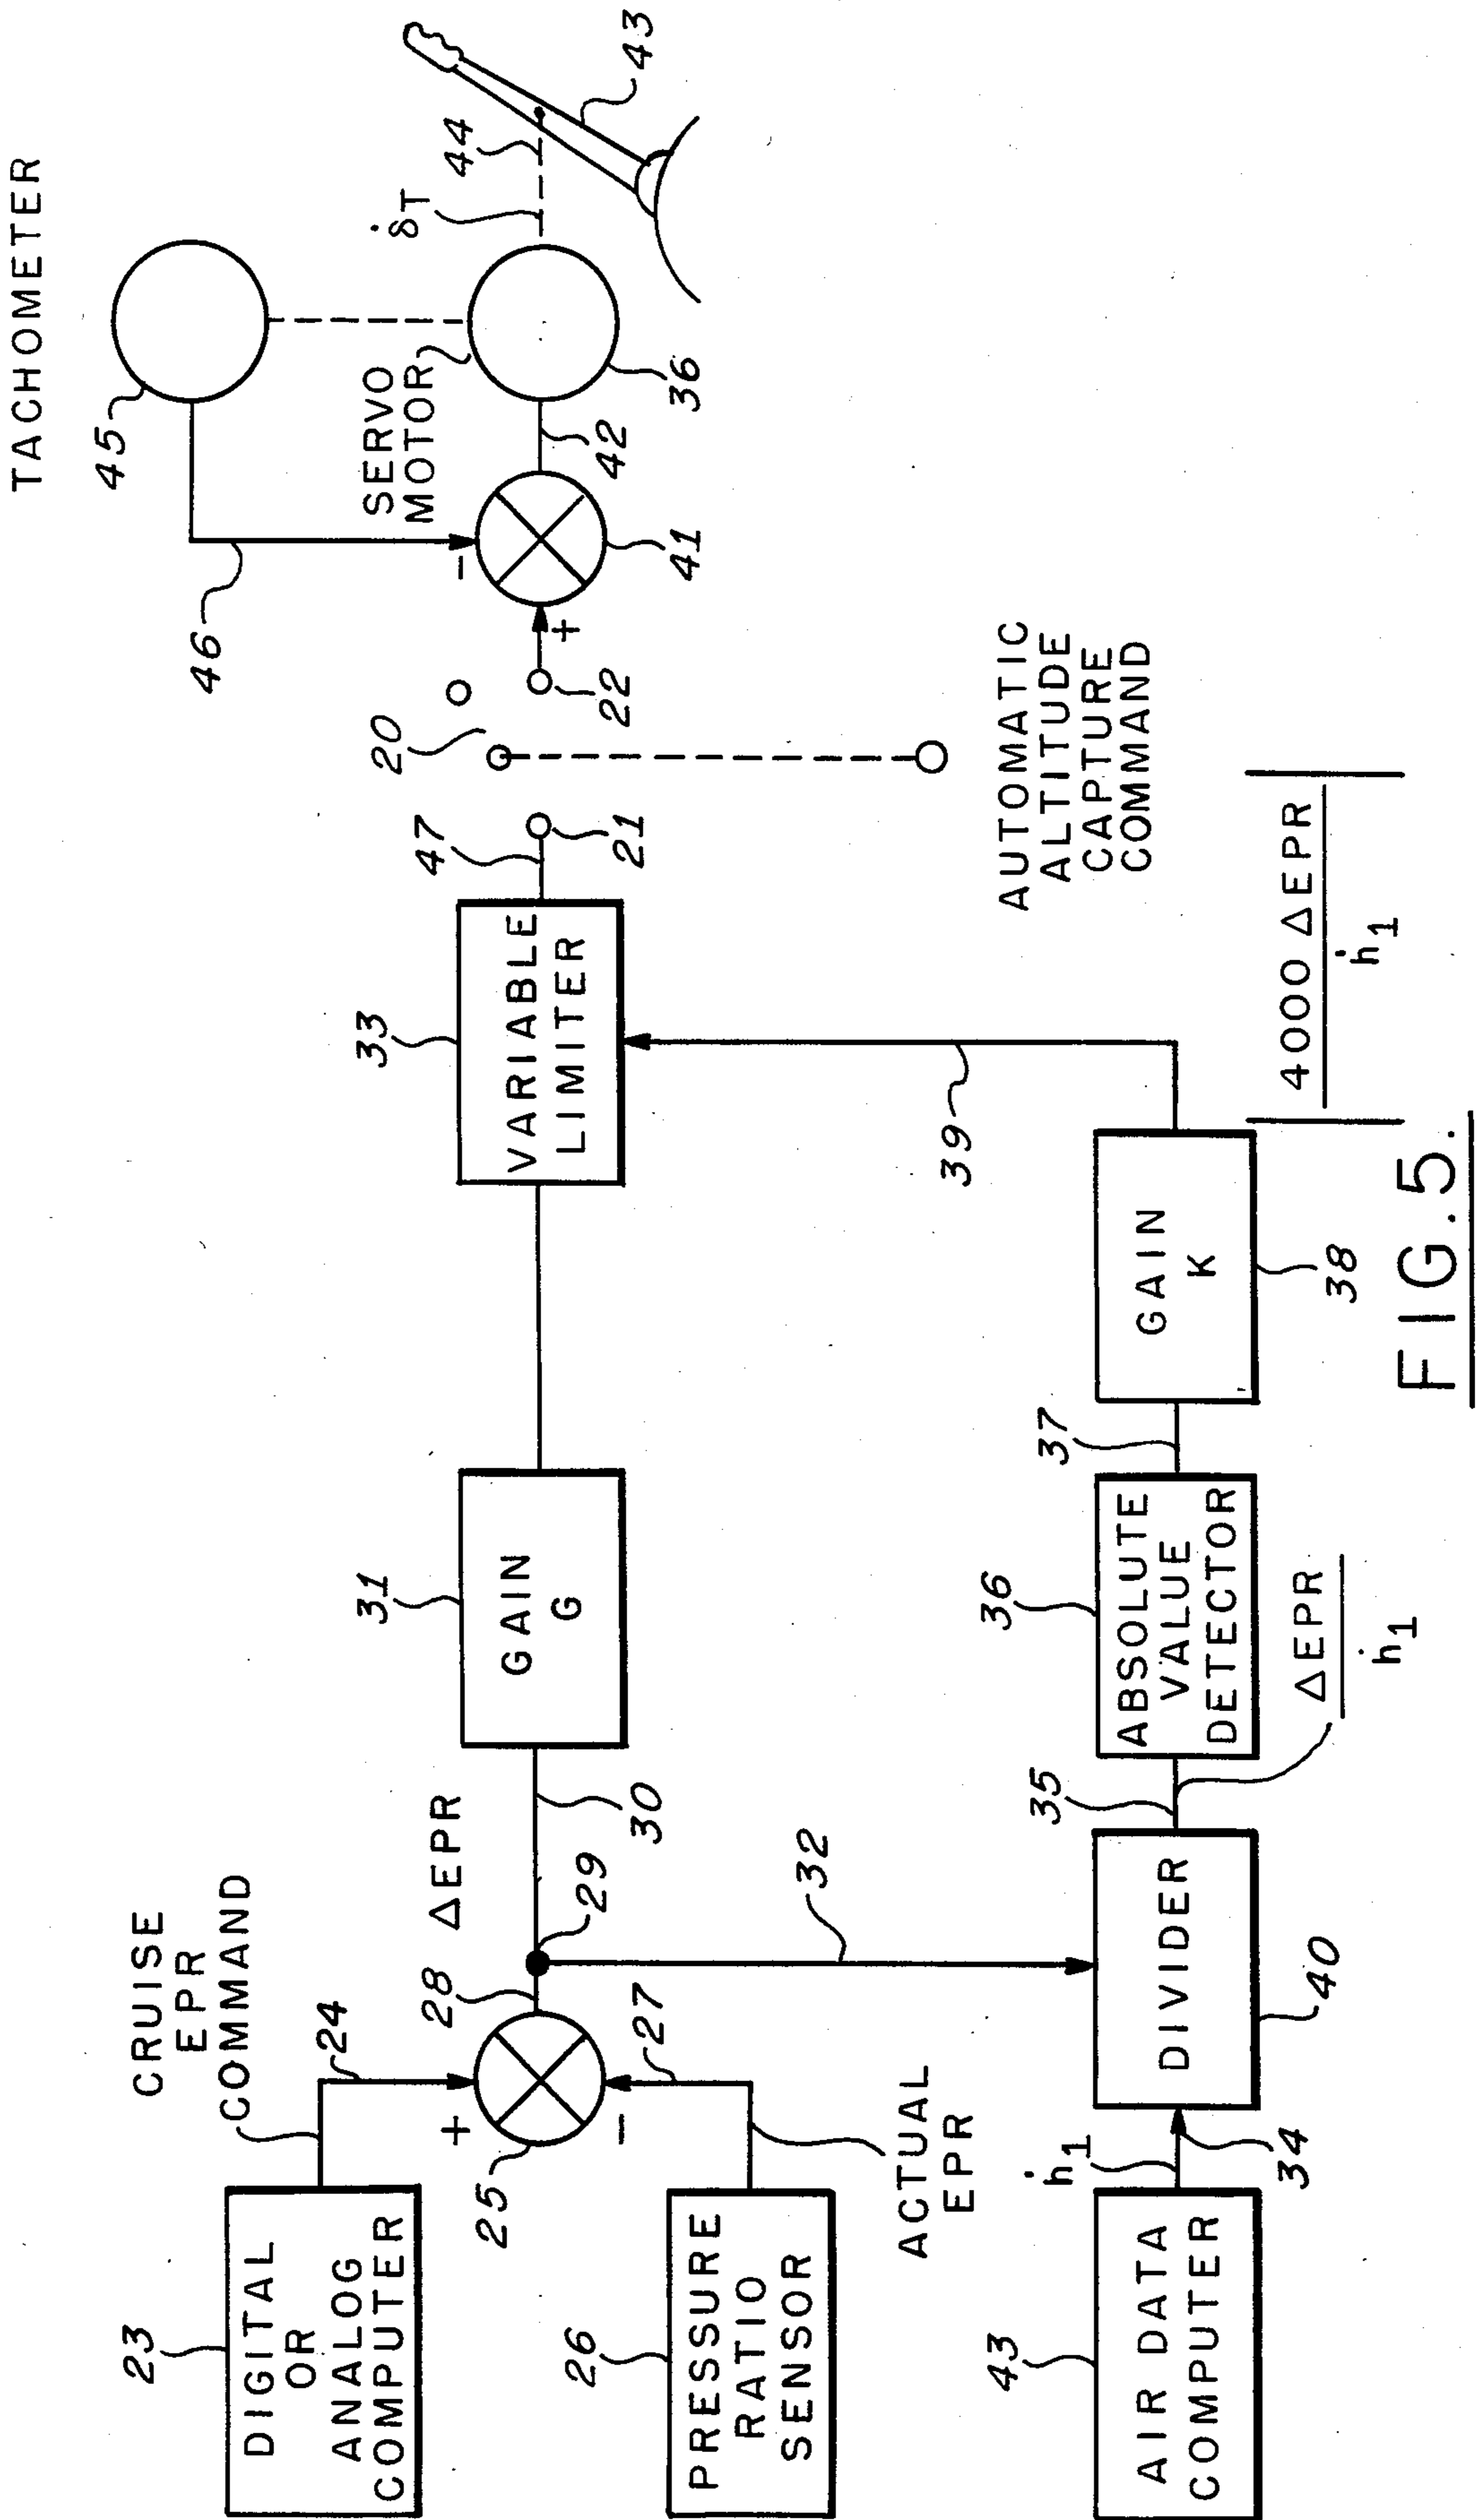 TACHOMETER
45
46
SERVO
MOTOR
δ̇T
44
43
36
42
41
-
+
20
22
21
47
33
VARIABLE
LIMITER
39
AUTOMATIC
ALTITUDE
CAPTURE
COMMAND
31
GAIN
G
CRUISE
EPR
COMMAND
24
23
DIGITAL
OR
ANALOG
COMPUTER
+
25
-
28
ΔEPR
29
30
27
32
26
PRESSURE
RATIO
SENSOR
ACTUAL
EPR
43
AIR DATA
COMPUTER
ḣ1
34
DIVIDER
40
35
ΔEPR
ḣ1
36
ABSOLUTE
VALUE
DETECTOR
37
GAIN
K
38
4000 ΔEPR
ḣ1
FIG.5.